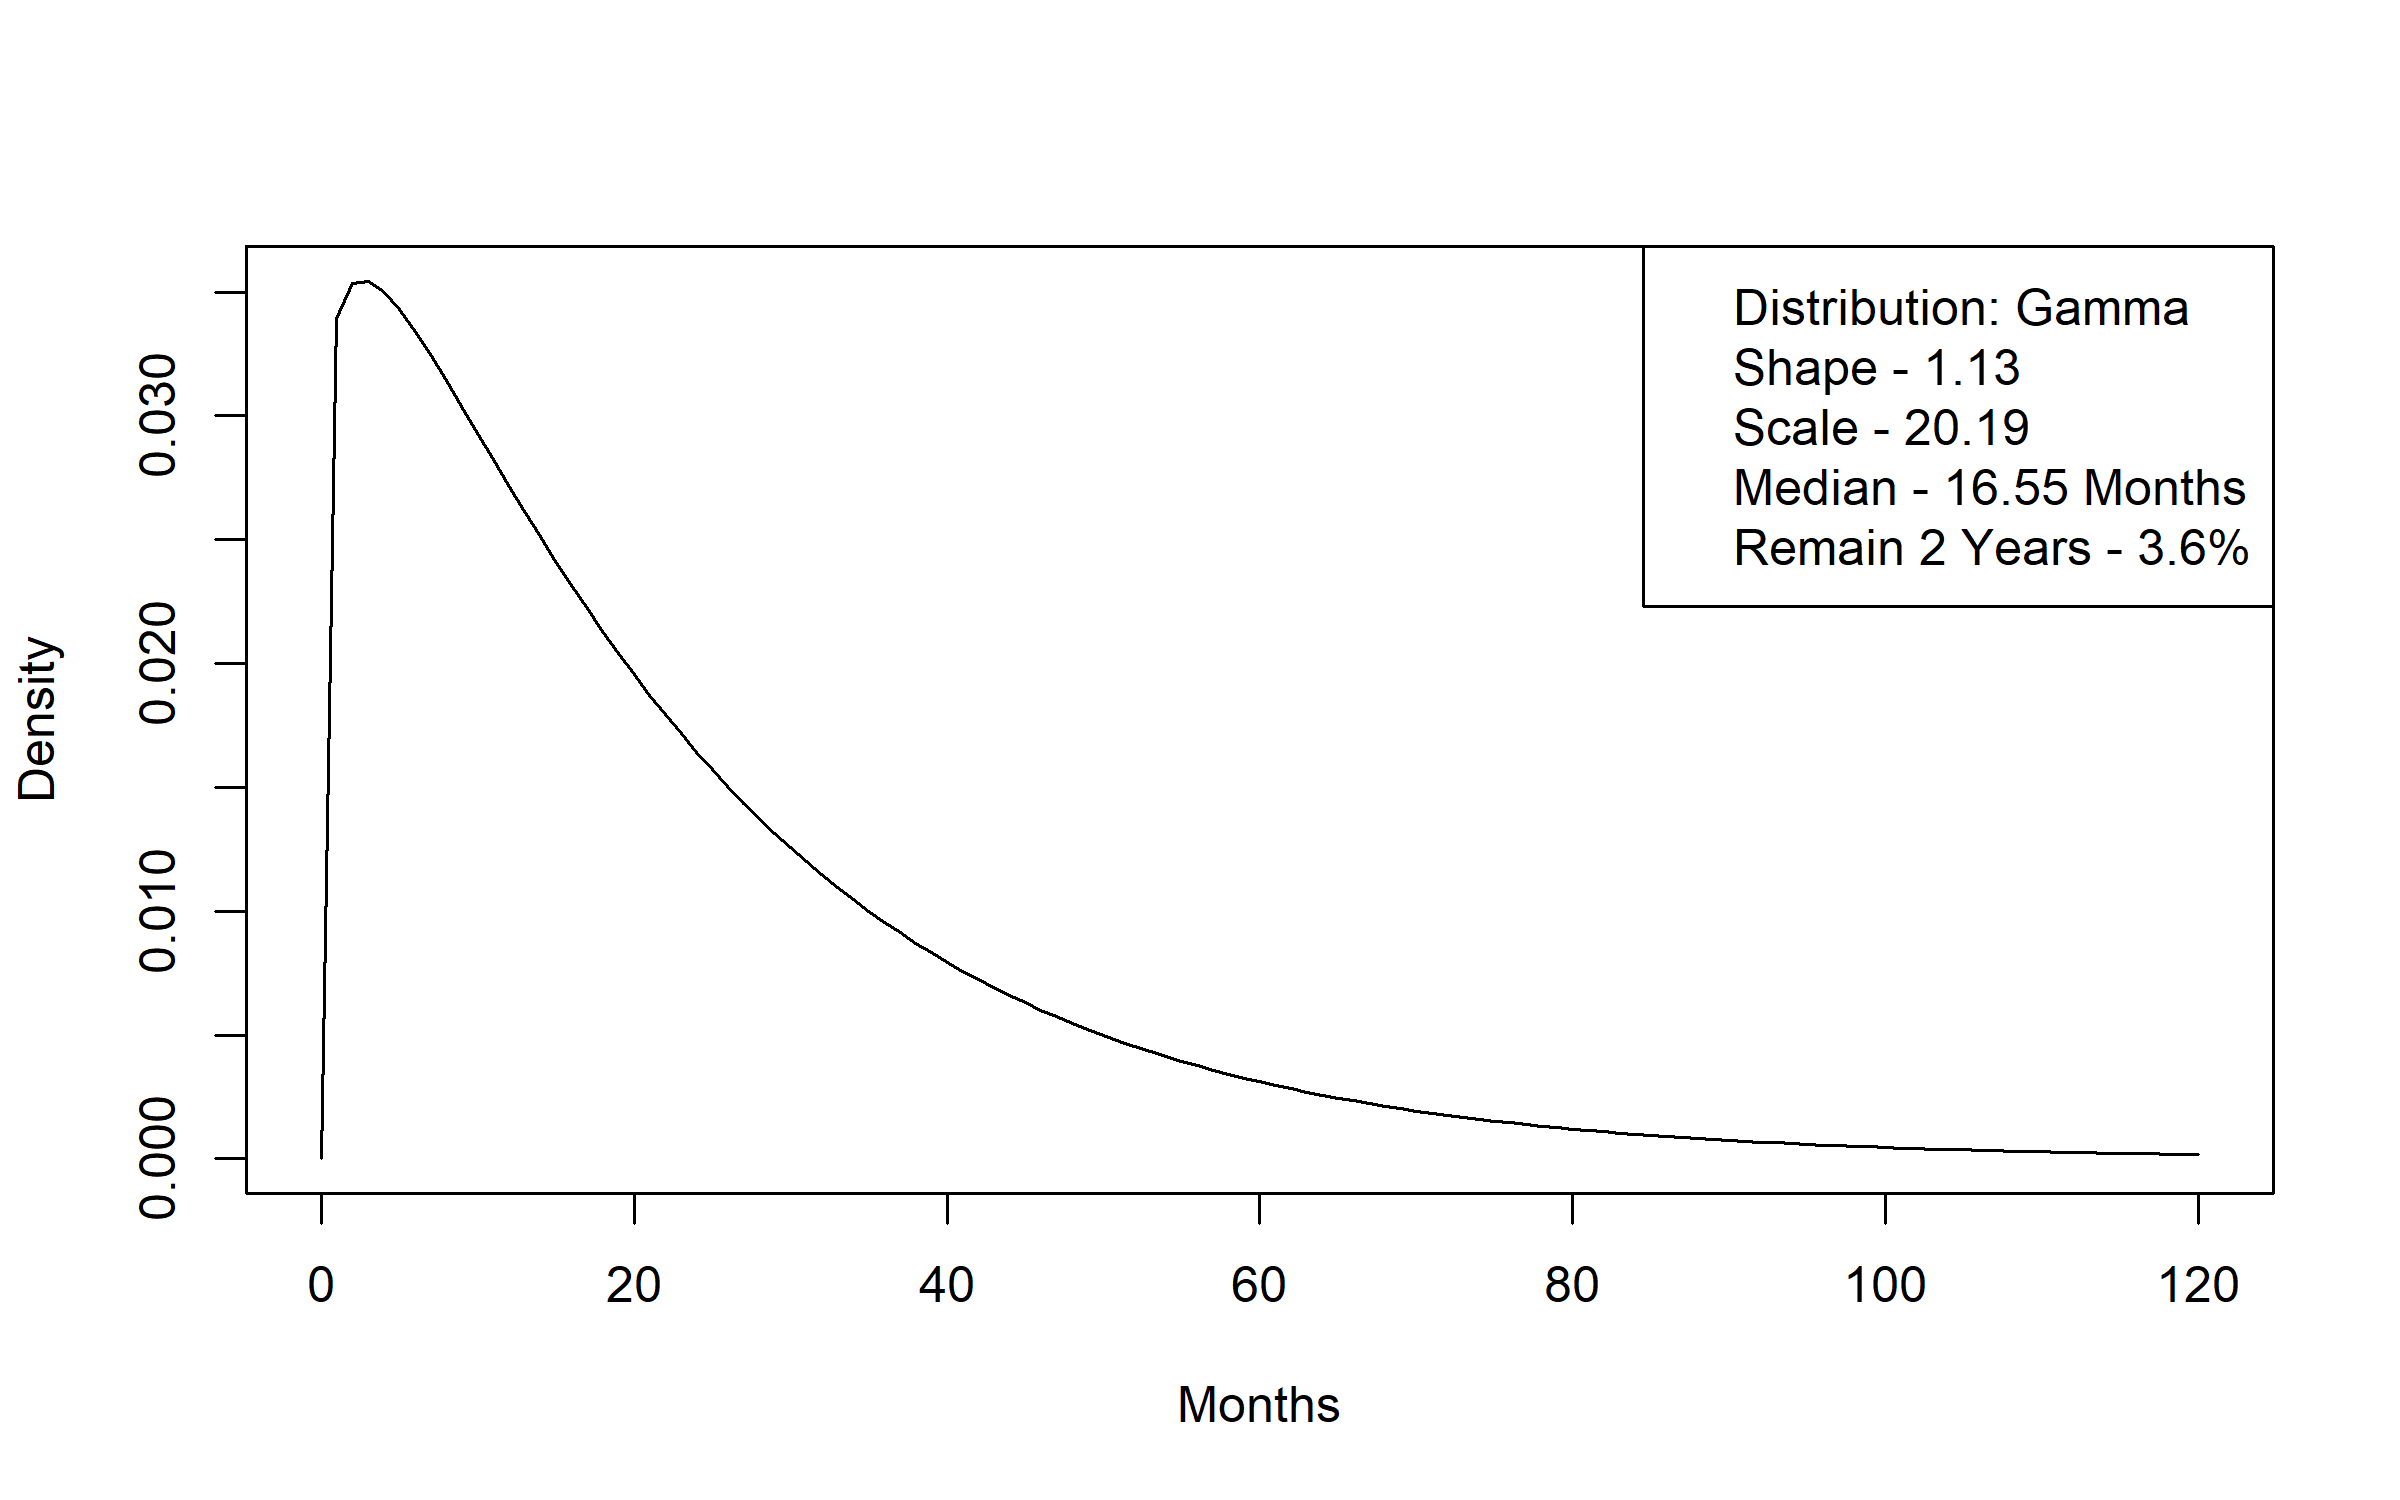 Distribution: Gamma
Shape - 1.13
Scale - 20.19
Median - 16.55 Months
Remain 2 Years - 3.6%
Density
0.030
0.020
0.010
0.000
0 20 40 60 80 100 120
Months